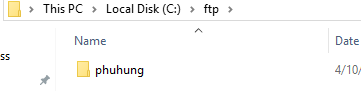 This PC > Local Disk (C:) > ftp >
Name Date
ss
phuhung 4/10/